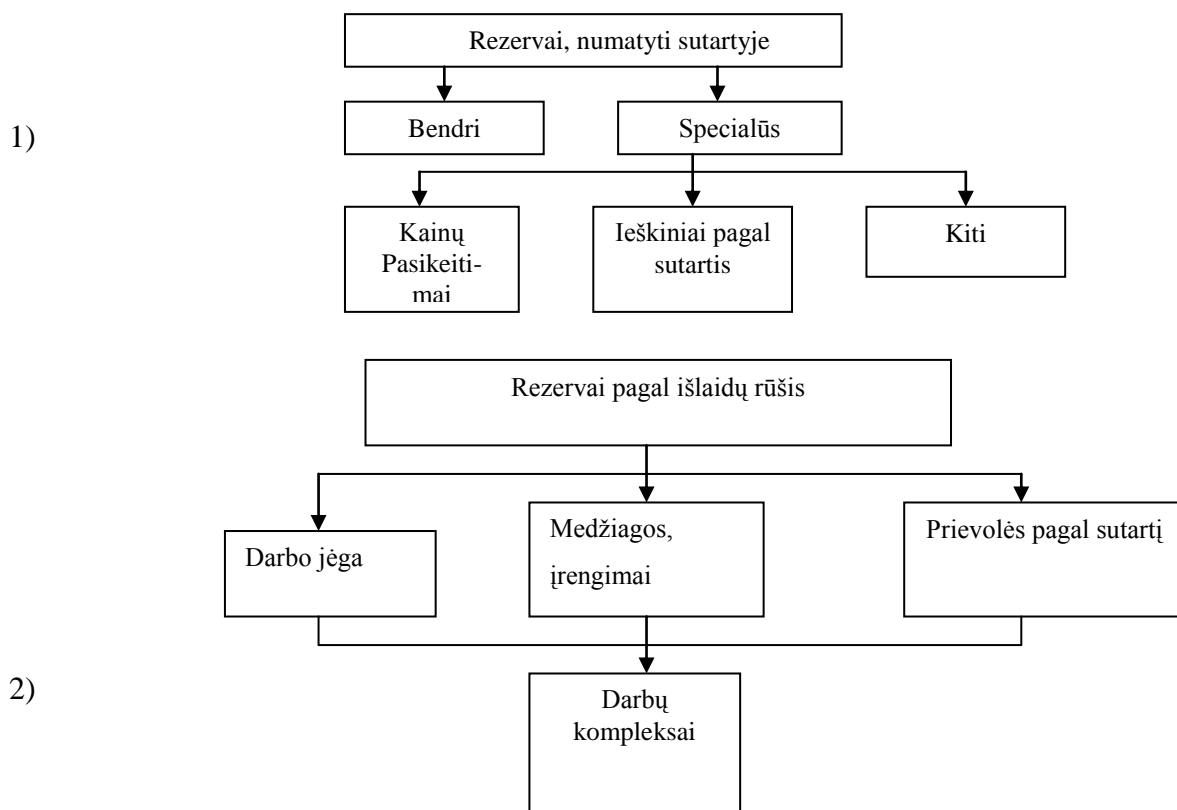 Rezervai, numatyti sutartyje
1)
Bendri
Specialūs
Kainų
Pasikeiti-
mai
Ieškiniai pagal
sutartis
Kiti
Rezervai pagal išlaidų rūšis
Darbo jėga
Medžiagos,
įrengimai
Prievolės pagal sutartį
2)
Darbų
kompleksai